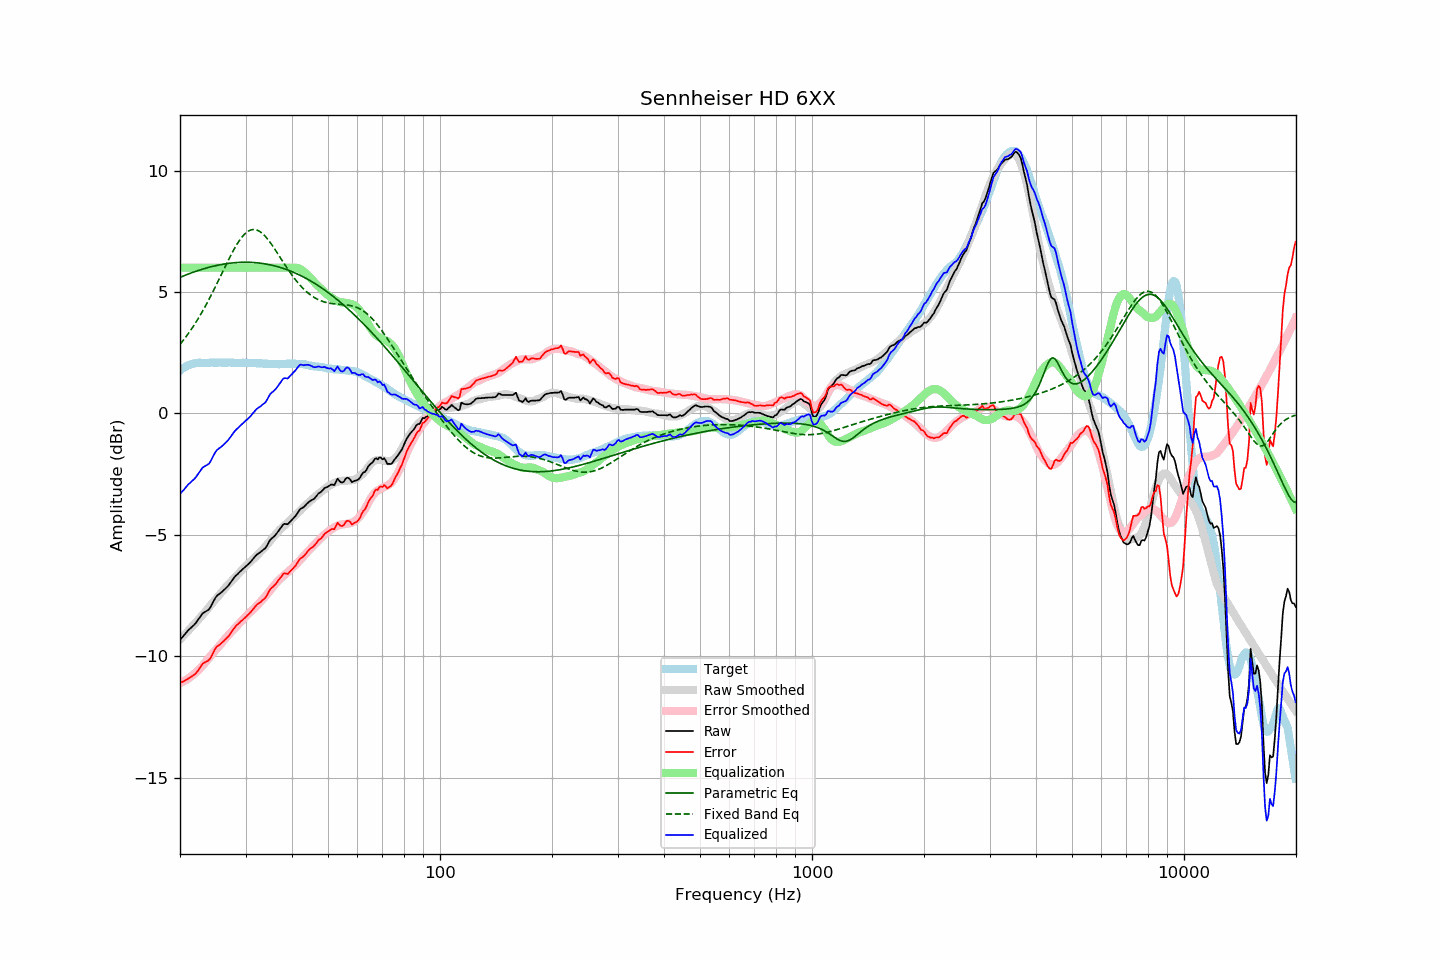 Sennheiser HD 6XX
Amplitude (dBr)
10
5
0
−5
−10
−15
Target
Raw Smoothed
Error Smoothed
Raw
Error
Equalization
Parametric Eq
Fixed Band Eq
Equalized
100
1000
10000
Frequency (Hz)